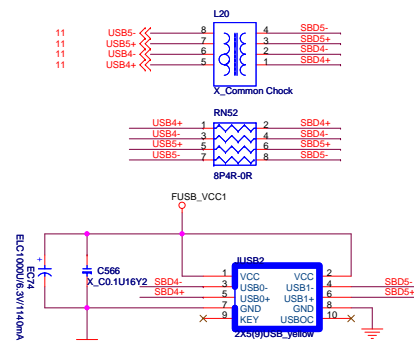 L20
11 USB5- 8 4 SBD5-
11 USB5+ 7 3 SBD5+
11 USB4- 6 2 SBD4-
11 USB4+ 5 1 SBD4+
X_Common Chock
RN52
USB4+ 1 2 SBD4+
USB4- 3 4 SBD4-
USB5+ 5 6 SBD5+
USB5- 7 8 SBD5-
8P4R-0R
FUSB_VCC1
JUSB2
1 VCC VCC 2
SBD4- 3 USB0- USB1- 4 SBD5-
SBD4+ 5 USB0+ USB1+ 6 SBD5+
7 GND GND 8
9 KEY USBOC 10
2X5(9)USB_yellow
C566
X_C0.1U16Y2
+
EC74
ELC1000U/6.3V/1140mA